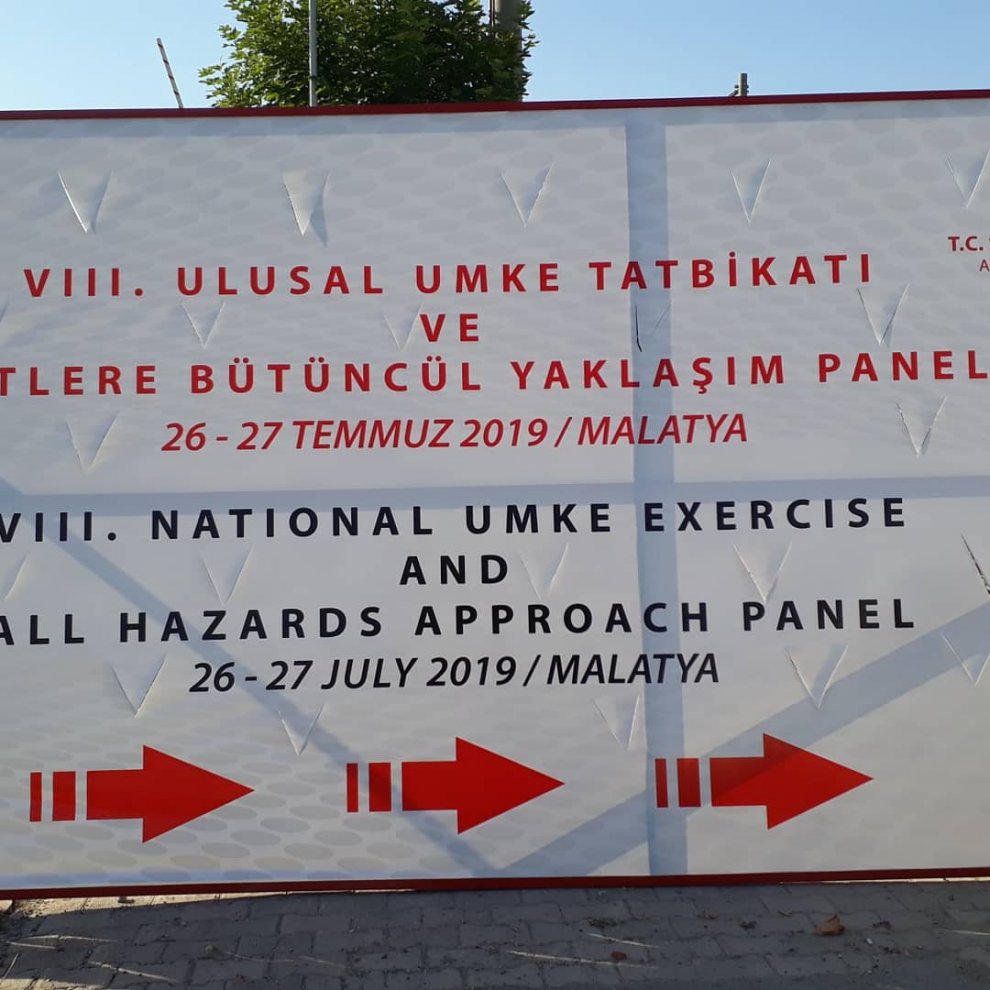 VIII. ULUSAL UMKE TATBİKATI
T.C.
VE
TLERE BÜTÜNCÜL YAKLAŞIM PANEL
26 - 27 TEMMUZ 2019 / MALATYA
VIII. NATIONAL UMKE EXERCISE
AND
ALL HAZARDS APPROACH PANEL
26 - 27 JULY 2019 / MALATYA